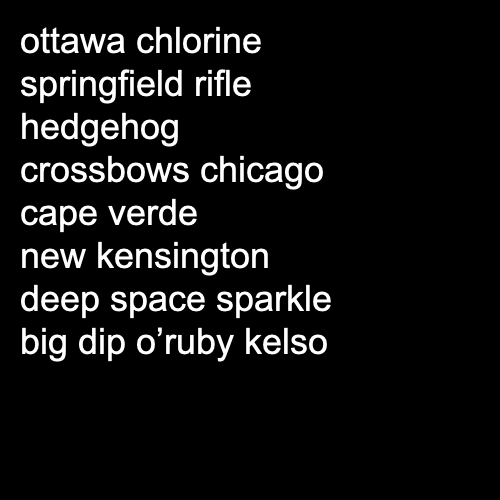 ottawa chlorine
springfield rifle
hedgehog
crossbows chicago
cape verde
new kensington
deep space sparkle
big dip o’ruby kelso